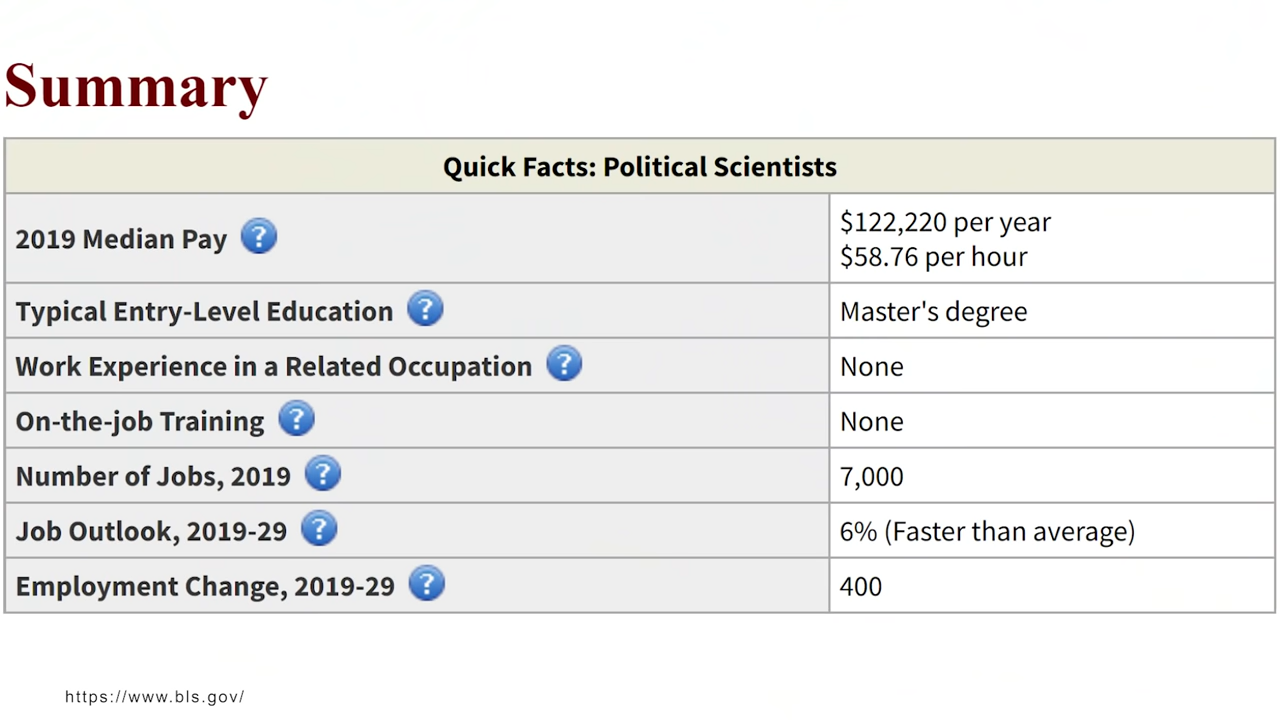 Summary
Quick Facts: Political Scientists
2019 Median Pay ?
$122,220 per year
$58.76 per hour
Typical Entry-Level Education ?
Master's degree
Work Experience in a Related Occupation ?
None
On-the-job Training ?
None
Number of Jobs, 2019 ?
7,000
Job Outlook, 2019-29 ?
6% (Faster than average)
Employment Change, 2019-29 ?
400
https://www.bls.gov/